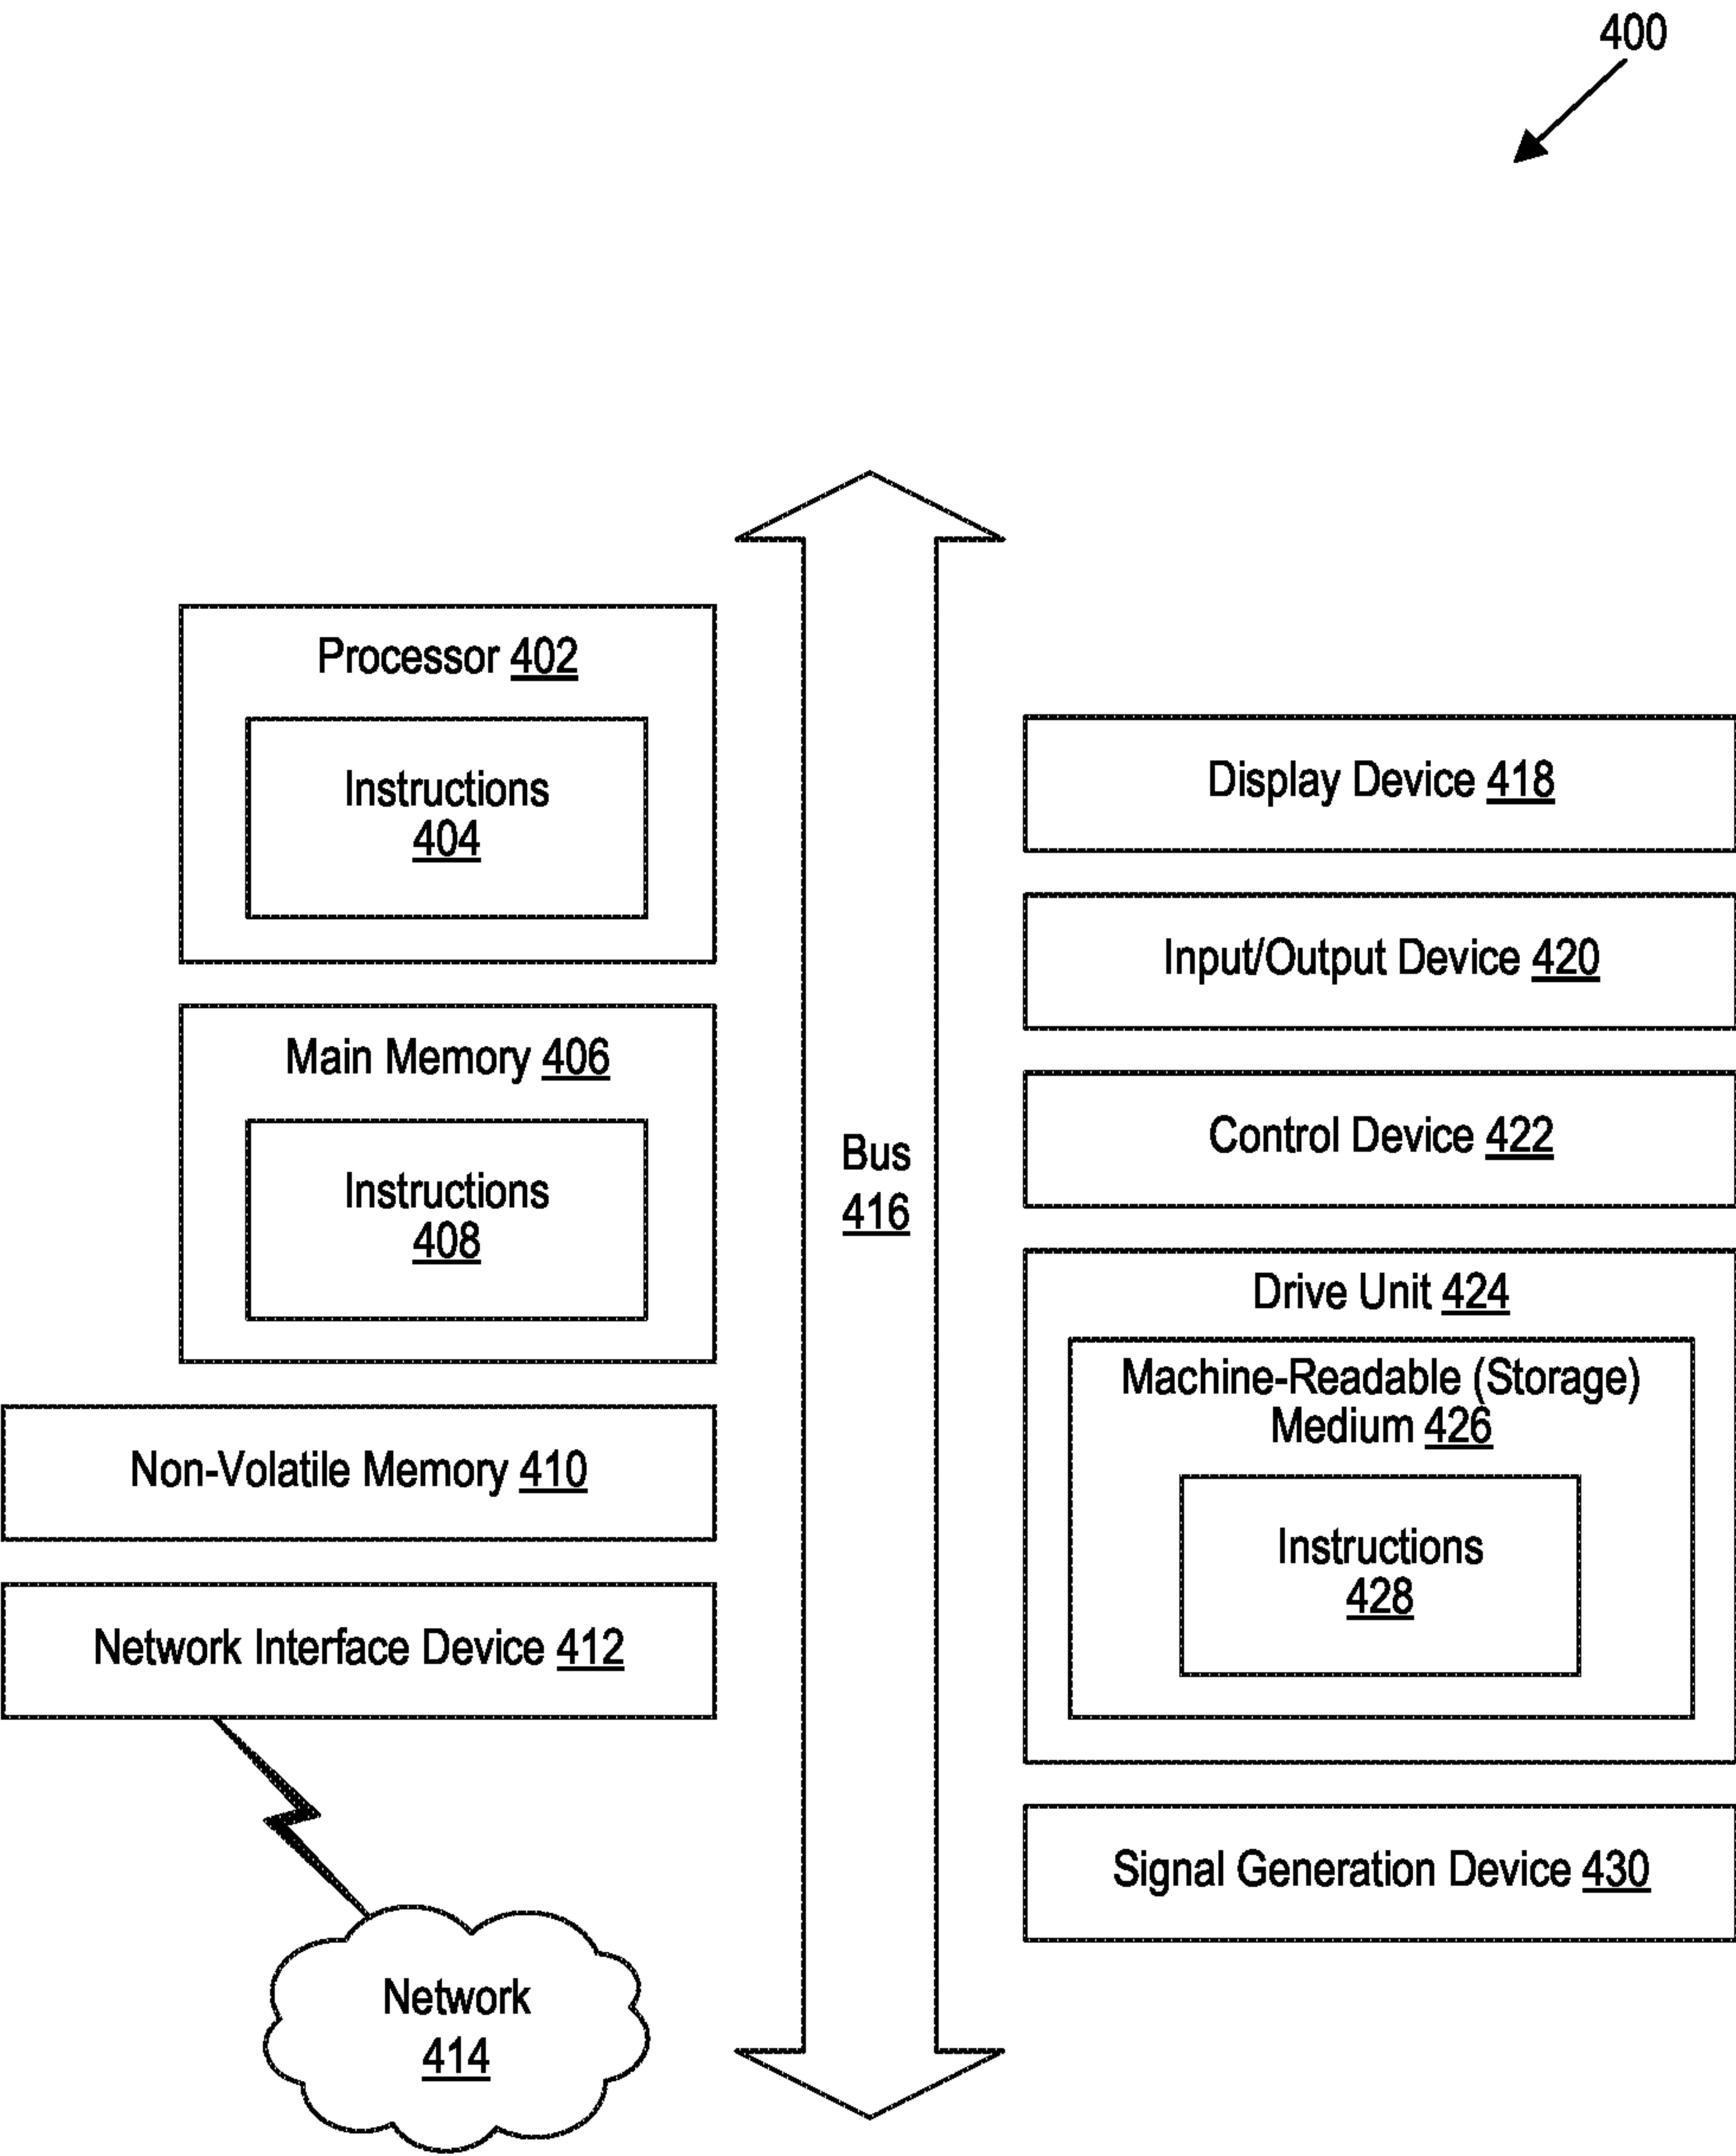 400
Processor 402
Instructions
404
Main Memory 406
Instructions
408
Non-Volatile Memory 410
Network Interface Device 412
Network
414
Bus
416
Display Device 418
Input/Output Device 420
Control Device 422
Drive Unit 424
Machine-Readable (Storage)
Medium 426
Instructions
428
Signal Generation Device 430